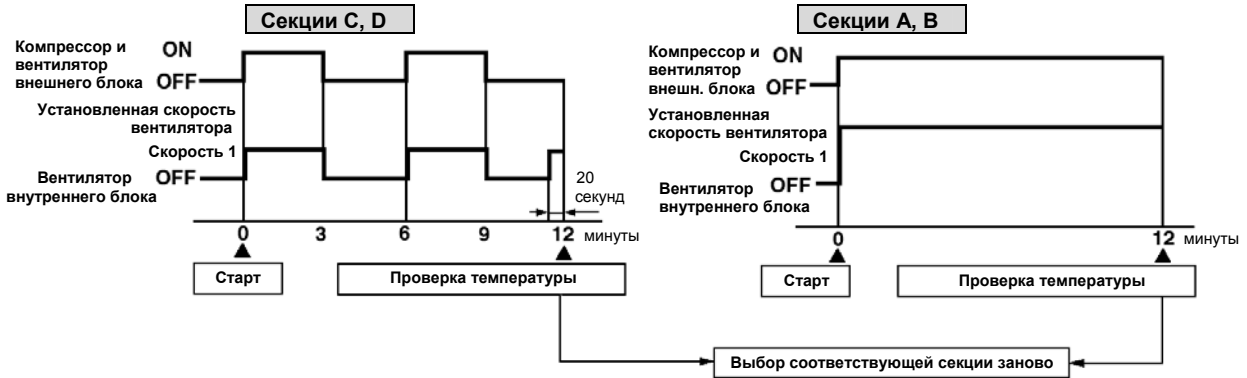 Секции C, D
Компрессор и
вентилятор
внешнего блока
ON
OFF
Установленная скорость
вентилятора
Скорость 1
Вентилятор
внутреннего блока
OFF
20
секунд
0 3 6 9 12 минуты
Старт
Проверка температуры
Секции A, B
Компрессор и
вентилятор
внешн. блока
ON
OFF
Установленная
скорость вентилятора
Скорость 1
Вентилятор
внутреннего блока
OFF
0 12 минуты
Старт
Проверка температуры
Выбор соответствующей секции заново